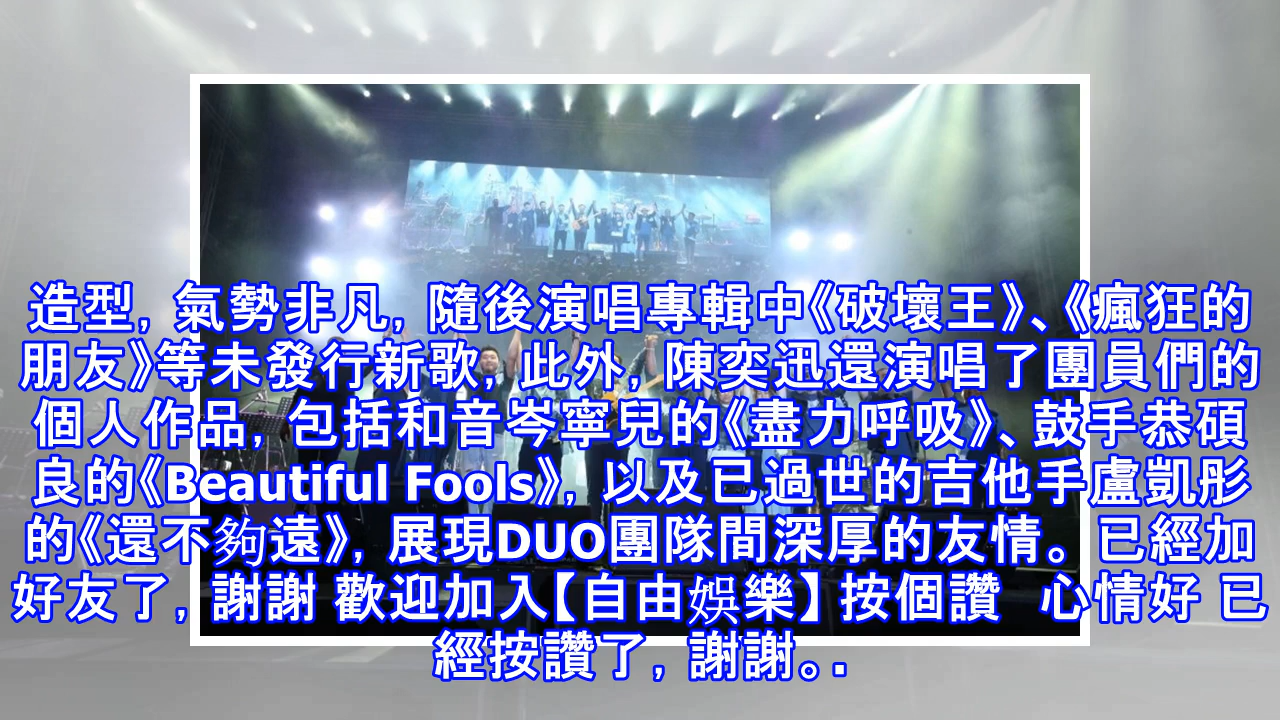 造型, 氣勢非凡, 隨後演唱專輯中《破壞王》、《瘋狂的
朋友》等未發行新歌, 此外, 陳奕迅還演唱了團員們的
個人作品, 包括和音岑寧兒的《盡力呼吸》、鼓手恭碩
良的《Beautiful Fools》, 以及已過世的吉他手盧凱彤
的《還不夠遠》, 展現DUO團隊間深厚的友情。 已經加
好友了, 謝謝 歡迎加入【自由娛樂】 按個讚 心情好 已
經按讚了, 謝謝。.